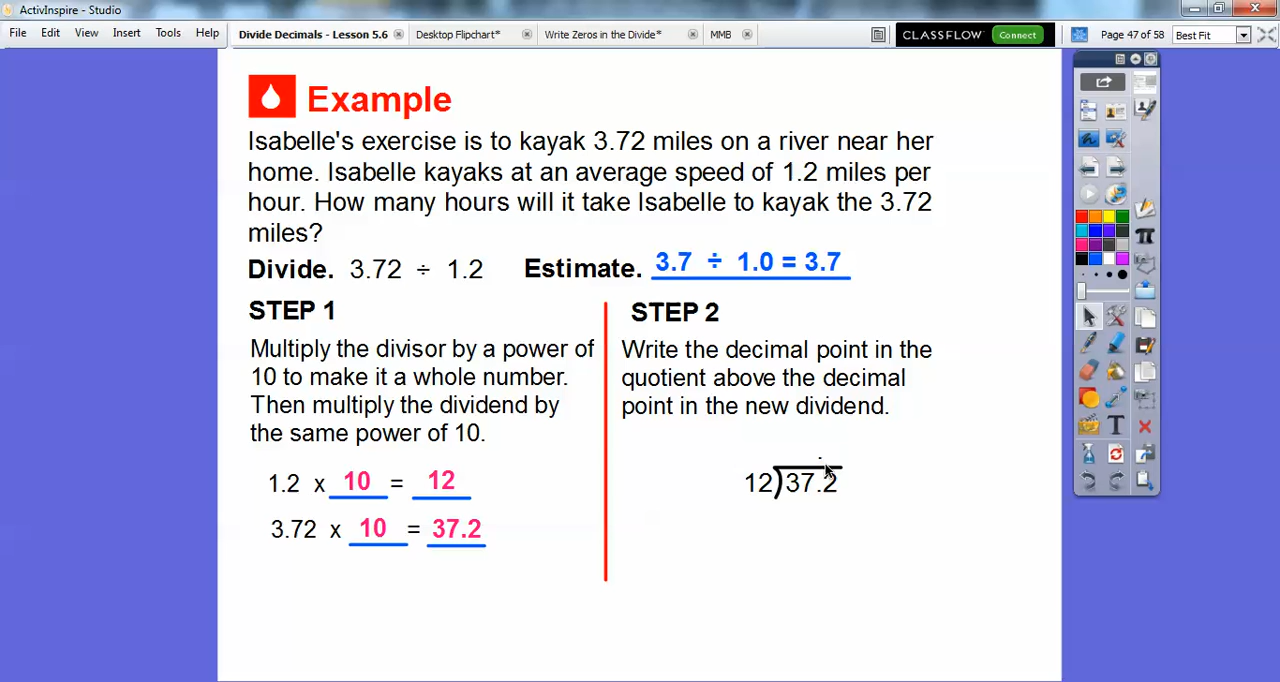 ActivInspire - Studio
File Edit View Insert Tools Help
Divide Decimals - Lesson 5.6 Desktop Flipchart* Write Zeros in the Divide* MMB
CLASSFLOW Connect Page 47 of 58 Best Fit
Example
Isabelle's exercise is to kayak 3.72 miles on a river near her
home. Isabelle kayaks at an average speed of 1.2 miles per
hour. How many hours will it take Isabelle to kayak the 3.72
miles?
Divide. 3.72 ÷ 1.2 Estimate. 3.7 ÷ 1.0 = 3.7
STEP 1
Multiply the divisor by a power of
10 to make it a whole number.
Then multiply the dividend by
the same power of 10.
1.2 x 10 = 12
3.72 x 10 = 37.2
STEP 2
Write the decimal point in the
quotient above the decimal
point in the new dividend.
.
12)37.2